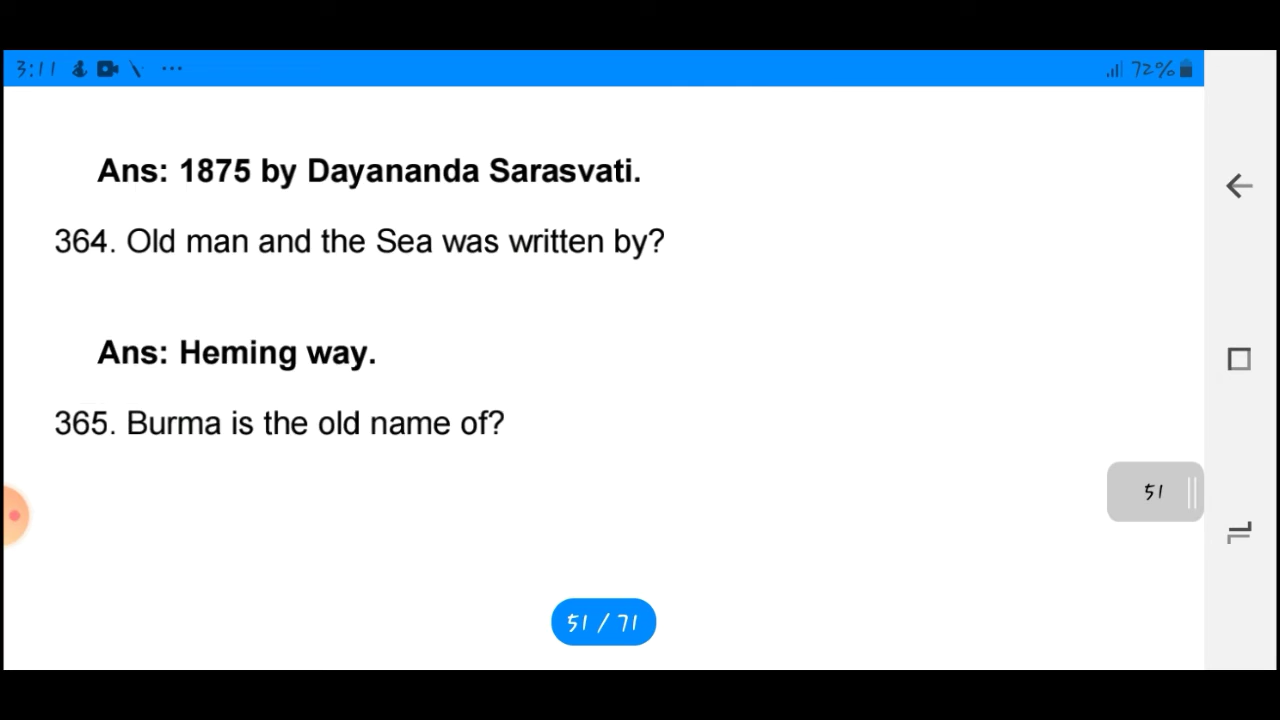 3:11 ... 72%
Ans: 1875 by Dayananda Sarasvati.
364. Old man and the Sea was written by?
Ans: Heming way.
365. Burma is the old name of?
51
51 / 71